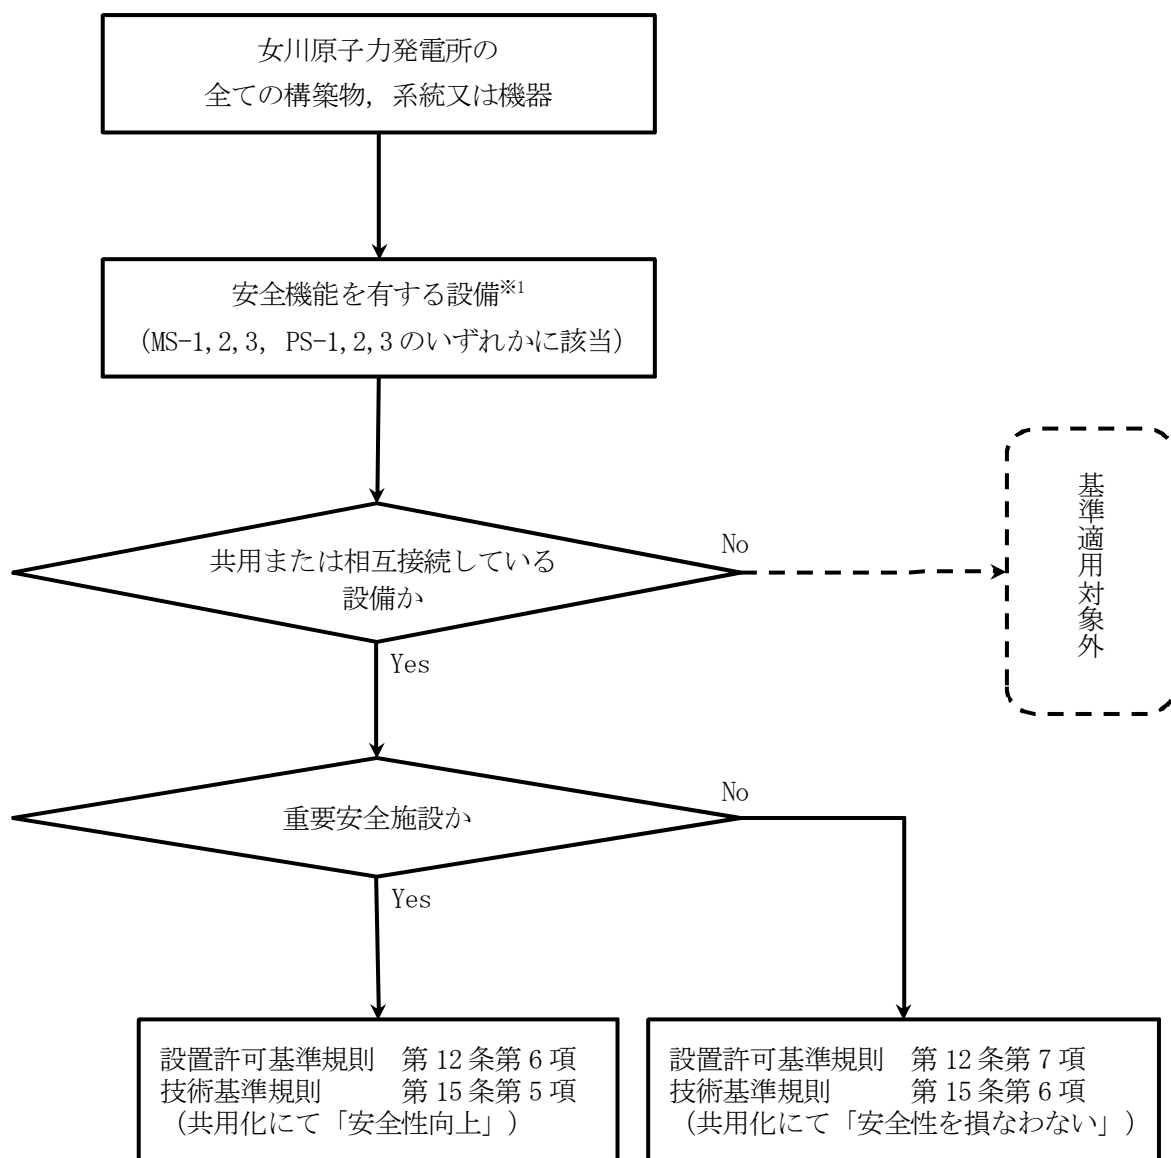 女川原子力発電所の
全ての構築物，系統又は機器
安全機能を有する設備※1
（MS-1,2,3，PS-1,2,3のいずれかに該当）
共用または相互接続している
設備か
No
基準適用対象外
Yes
重要安全施設か
No
Yes
設置許可基準規則　第12条第6項
技術基準規則　　　第15条第5項
（共用化にて「安全性向上」）
設置許可基準規則　第12条第7項
技術基準規則　　　第15条第6項
（共用化にて「安全性を損なわない」）